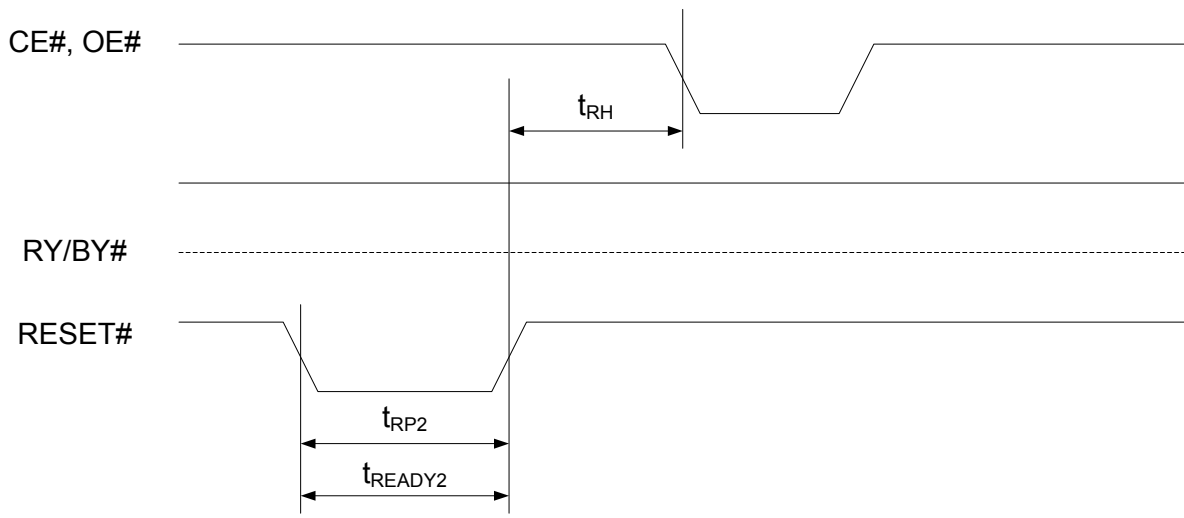 CE#, OE#
tRH
RY/BY#
RESET#
tRP2
tREADY2